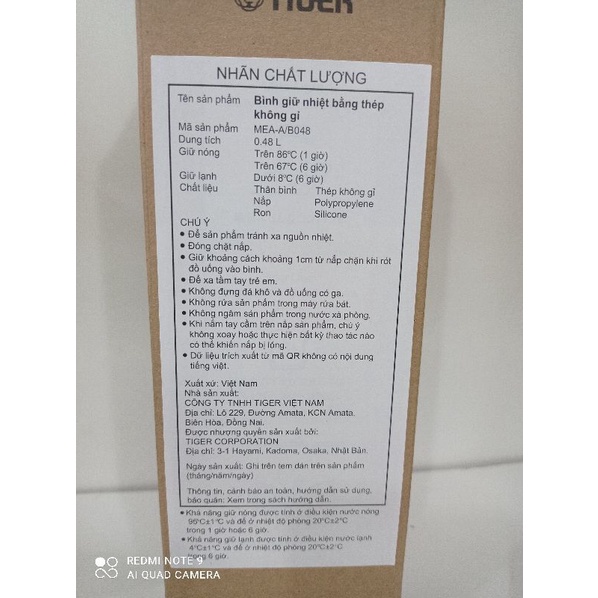 TIGER
NHÃN CHẤT LƯỢNG
Tên sản phẩm Bình giữ nhiệt bằng thép
không gỉ
Mã sản phẩm MEA-A/B048
Dung tích 0.48 L
Giữ nóng Trên 86ºC (1 giờ)
Trên 67ºC (6 giờ)
Giữ lạnh Dưới 8ºC (6 giờ)
Chất liệu Thân bình Thép không gỉ
Nắp Polypropylene
Ron Silicone
CHÚ Ý
• Để sản phẩm tránh xa nguồn nhiệt.
• Đóng chặt nắp.
• Giữ khoảng cách khoảng 1cm từ nắp chặn khi rót
đồ uống vào bình.
• Để xa tầm tay trẻ em.
• Không đựng đá khô và đồ uống có ga.
• Không rửa sản phẩm trong máy rửa bát.
• Không ngâm sản phẩm trong nước xà phòng.
• Khi nắm tay cầm trên nắp sản phẩm, chú ý
không xoay hoặc thực hiện bất kỳ thao tác nào
có thể khiến nắp bị lỏng.
• Dữ liệu trích xuất từ mã QR không có nội dung
tiếng việt.
Xuất xứ: Việt Nam
Nhà sản xuất:
CÔNG TY TNHH TIGER VIỆT NAM
Địa chỉ: Lô 229, Đường Amata, KCN Amata,
Biên Hòa, Đồng Nai.
Được nhượng quyền sản xuất bởi:
TIGER CORPORATION
Địa chỉ: 3-1 Hayami, Kadoma, Osaka, Nhật Bản.
Ngày sản xuất: Ghi trên tem dán trên sản phẩm
(tháng/năm/ngày)
Thông tin, cảnh báo an toàn, hướng dẫn sử dụng,
bảo quản: Xem trong sách hướng dẫn.
• Khả năng giữ nóng được tính ở điều kiện nước nóng
95ºC±1ºC và để ở nhiệt độ phòng 20ºC±2ºC
trong 1 giờ hoặc 6 giờ.
• Khả năng giữ lạnh được tính ở điều kiện nước lạnh
4ºC±1ºC và để ở nhiệt độ phòng 20ºC±2ºC
trong 6 giờ.
REDMI NOTE 9
AI QUAD CAMERA